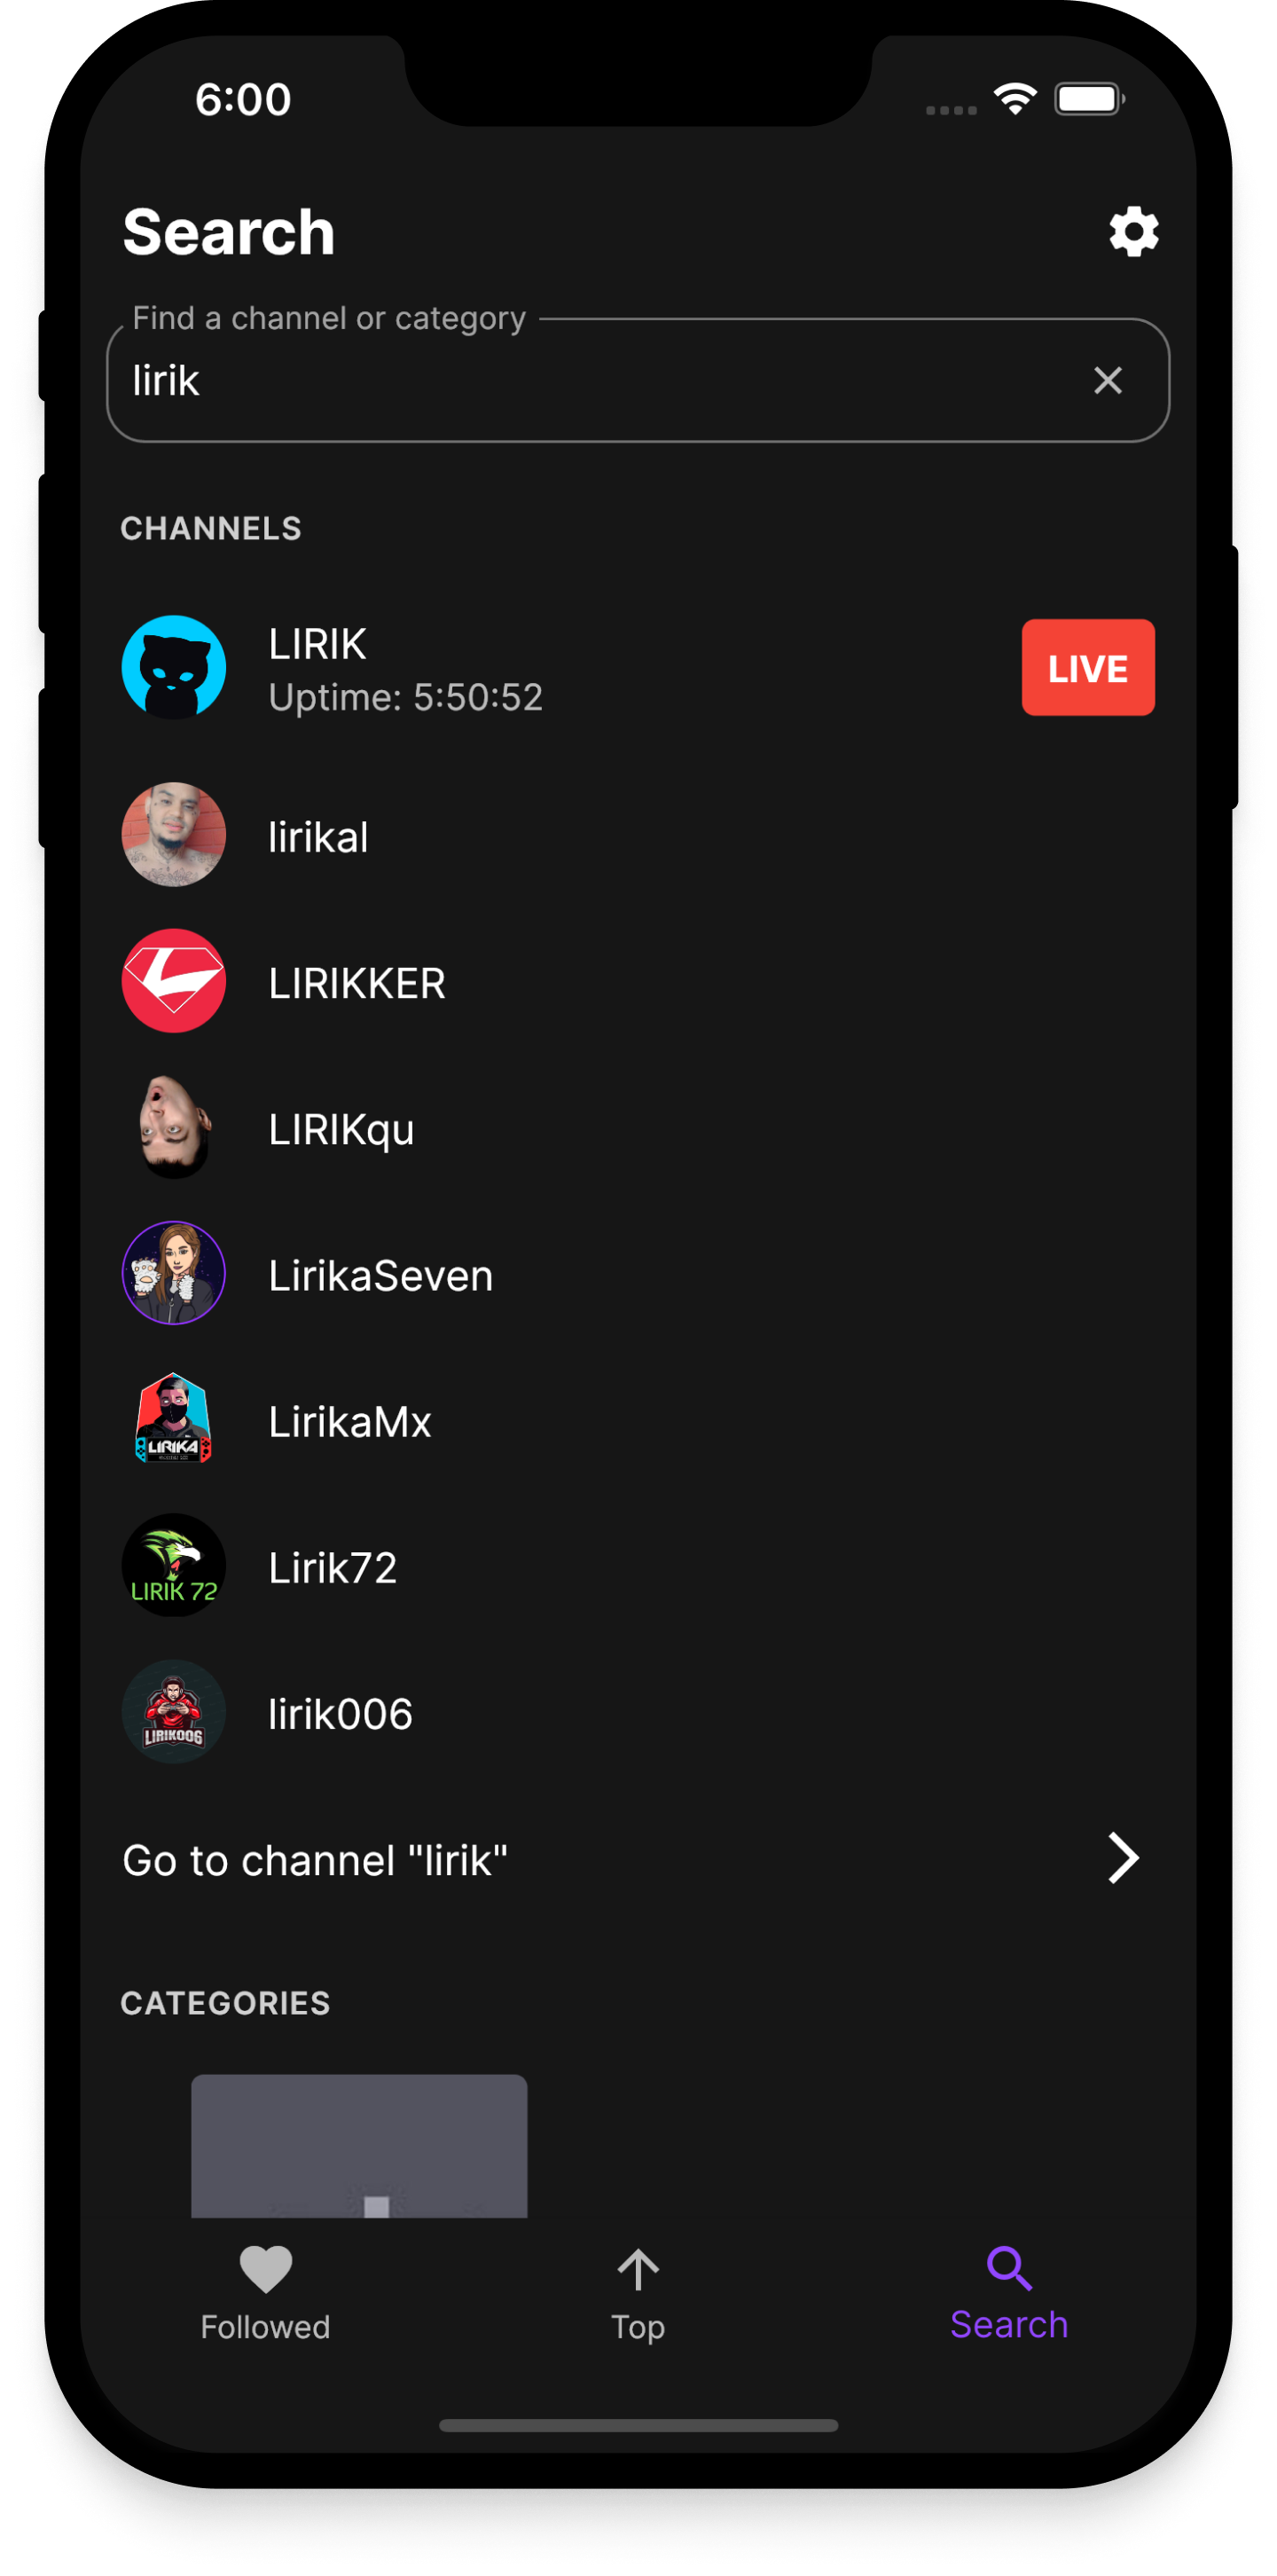 6:00
Search
Find a channel or category
lirik
CHANNELS
LIRIK
Uptime: 5:50:52
LIVE
lirikal
LIRIKKER
LIRIKqu
LirikaSeven
LirikaMx
LIRIKA
Lirik72
LIRIK 72
lirik006
LIRIK006
Go to channel "lirik"
CATEGORIES
Followed
Top
Search